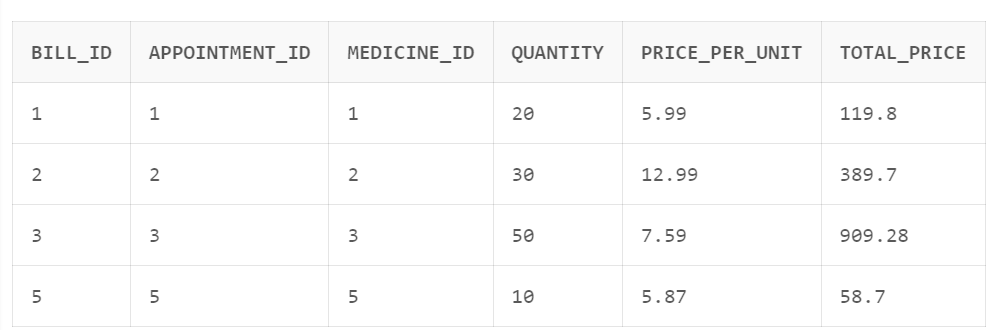 BILL_ID APPOINTMENT_ID MEDICINE_ID QUANTITY PRICE_PER_UNIT TOTAL_PRICE
1 1 1 20 5.99 119.8
2 2 2 30 12.99 389.7
3 3 3 50 7.59 909.28
5 5 5 10 5.87 58.7